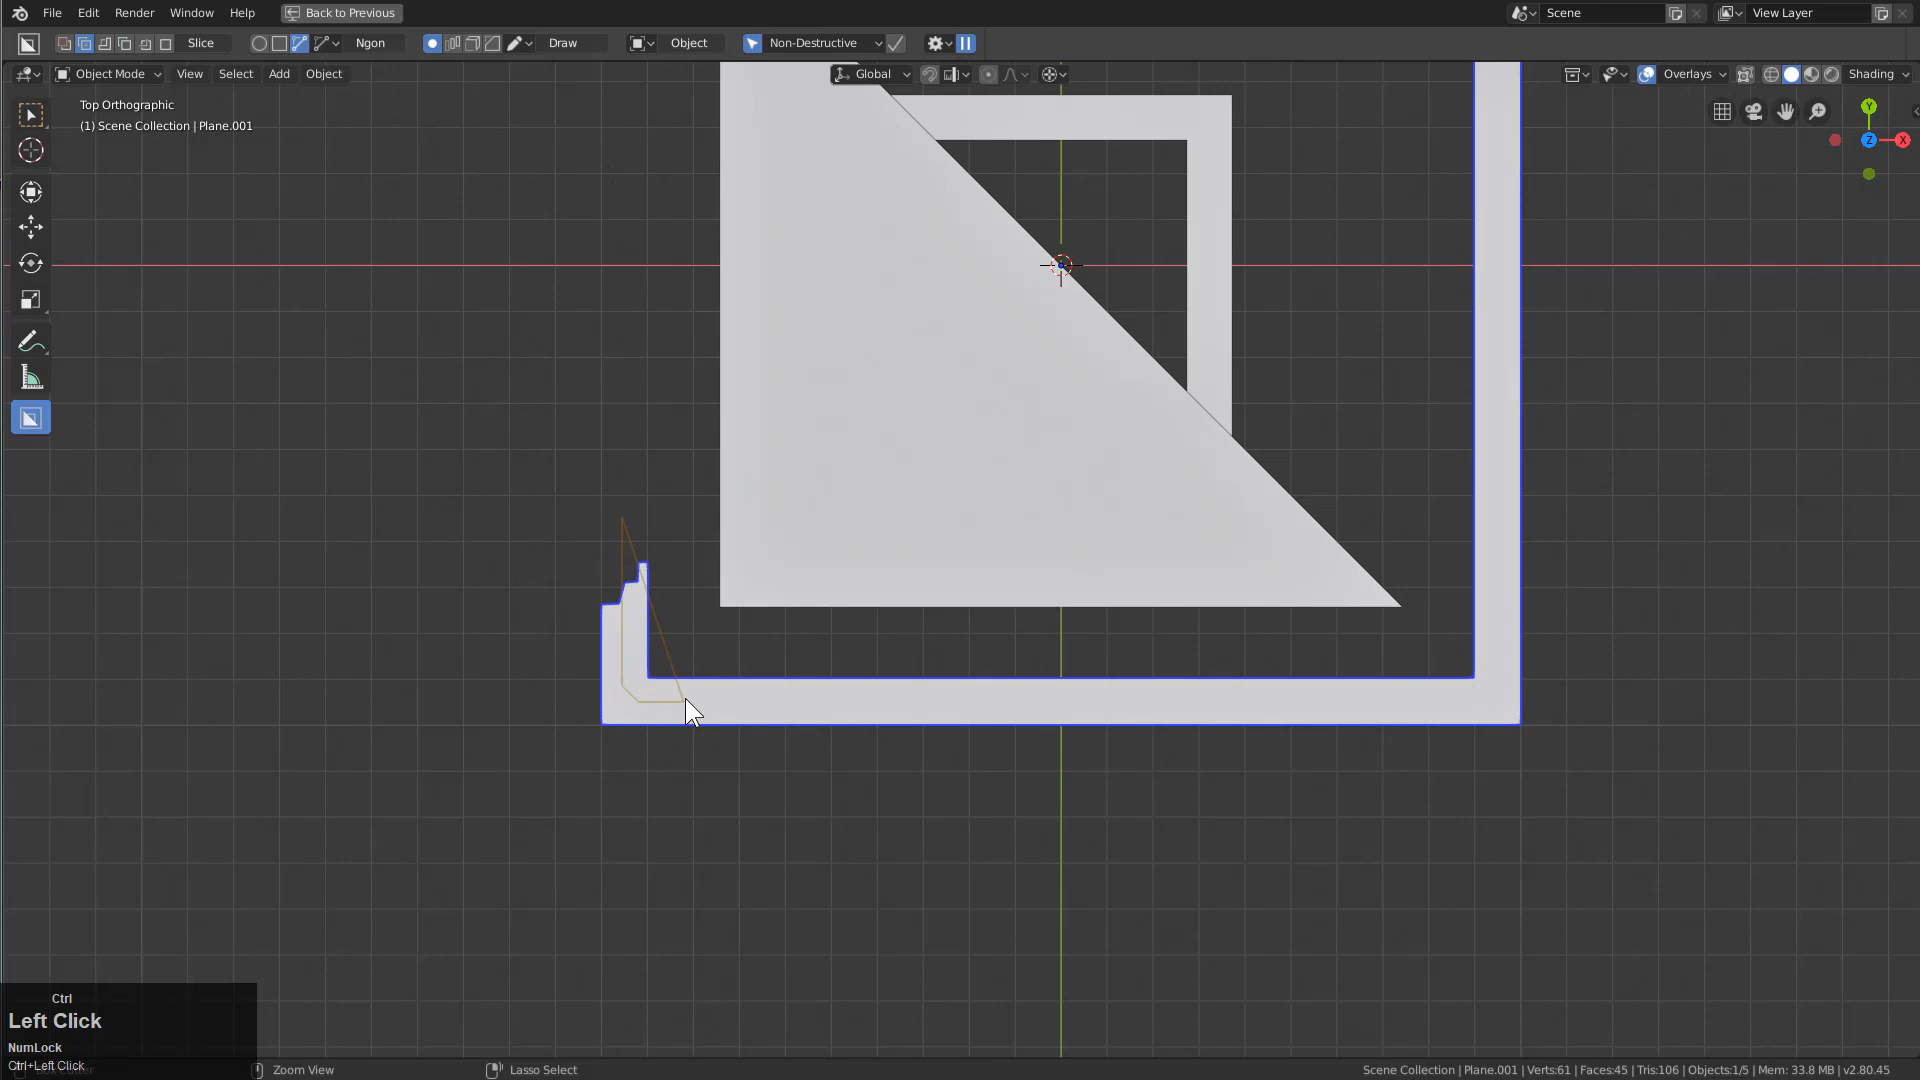 File Edit Render Window Help Back to Previous Scene View Layer
Slice Ngon Draw Object Non-Destructive
Object Mode View Select Add Object Global Overlays Shading
Top Orthographic
(1) Scene Collection | Plane.001
Y
Z X
Ctrl
Left Click
NumLock
Ctrl+Left Click
Zoom View Lasso Select Scene Collection | Plane.001 | Verts:61 | Faces:45 | Tris:106 | Objects:1/5 | Mem: 33.8 MB | v2.80.45